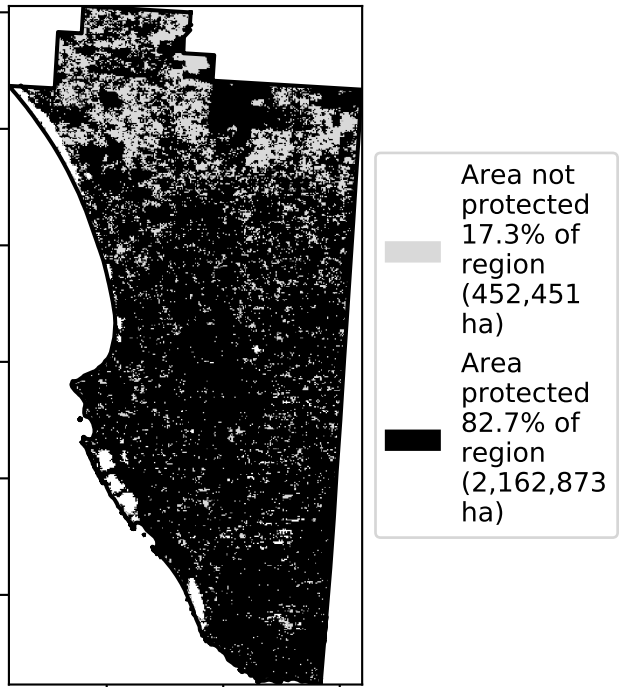 Area not
protected
17.3% of
region
(452,451
ha)
Area
protected
82.7% of
region
(2,162,873
ha)